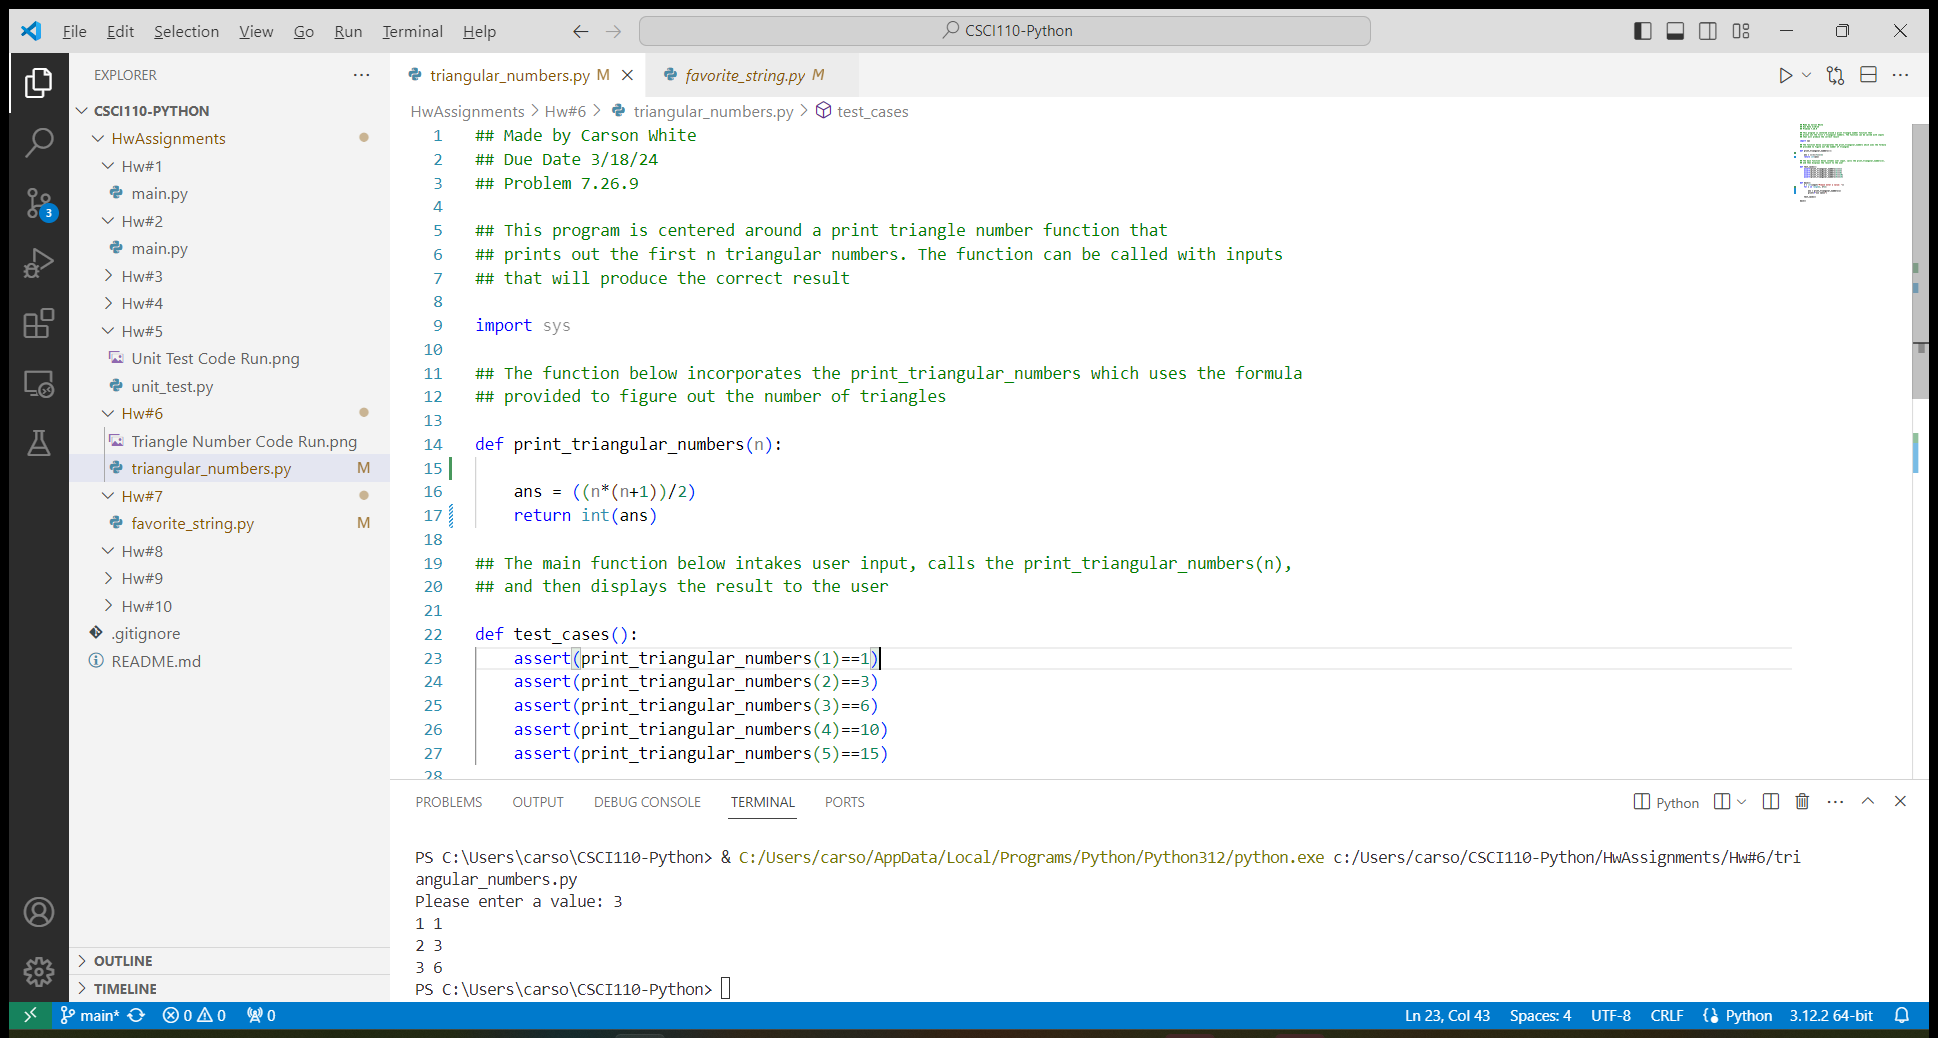 File Edit Selection View Go Run Terminal Help
CSCI110-Python
EXPLORER
CSCI110-PYTHON
HwAssignments
Hw#1
main.py
Hw#2
main.py
Hw#3
Hw#4
Hw#5
Unit Test Code Run.png
unit_test.py
Hw#6
Triangle Number Code Run.png
triangular_numbers.py M
Hw#7
favorite_string.py M
Hw#8
Hw#9
Hw#10
.gitignore
README.md
OUTLINE
TIMELINE
3
triangular_numbers.py M
favorite_string.py M
HwAssignments > Hw#6 > triangular_numbers.py > test_cases
1 ## Made by Carson White
2 ## Due Date 3/18/24
3 ## Problem 7.26.9
4
5 ## This program is centered around a print triangle number function that
6 ## prints out the first n triangular numbers. The function can be called with inputs
7 ## that will produce the correct result
8
9 import sys
10
11 ## The function below incorporates the print_triangular_numbers which uses the formula
12 ## provided to figure out the number of triangles
13
14 def print_triangular_numbers(n):
15
16 ans = ((n*(n+1))/2)
17 return int(ans)
18
19 ## The main function below intakes user input, calls the print_triangular_numbers(n),
20 ## and then displays the result to the user
21
22 def test_cases():
23 assert(print_triangular_numbers(1)==1)
24 assert(print_triangular_numbers(2)==3)
25 assert(print_triangular_numbers(3)==6)
26 assert(print_triangular_numbers(4)==10)
27 assert(print_triangular_numbers(5)==15)
28
PROBLEMS OUTPUT DEBUG CONSOLE TERMINAL PORTS
Python
PS C:\Users\carso\CSCI110-Python> & C:/Users/carso/AppData/Local/Programs/Python/Python312/python.exe c:/Users/carso/CSCI110-Python/HwAssignments/Hw#6/tri
angular_numbers.py
Please enter a value: 3
1 1
2 3
3 6
PS C:\Users\carso\CSCI110-Python>
main* 0 0 0
Ln 23, Col 43 Spaces: 4 UTF-8 CRLF Python 3.12.2 64-bit